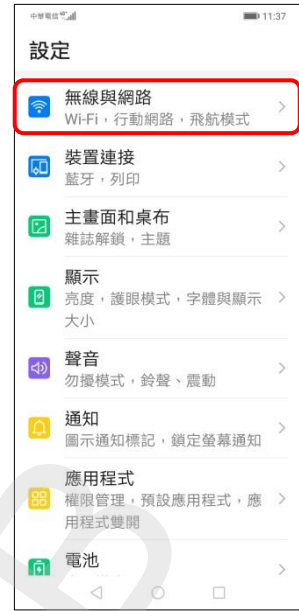 中華電信 11:37
設定
無線與網路
Wi-Fi，行動網路，飛航模式
裝置連接
藍牙，列印
主畫面和桌布
雜誌解鎖，主題
顯示
亮度，護眼模式，字體與顯示
大小
聲音
勿擾模式，鈴聲、震動
通知
圖示通知標記，鎖定螢幕通知
應用程式
權限管理，預設應用程式，應
用程式雙開
電池